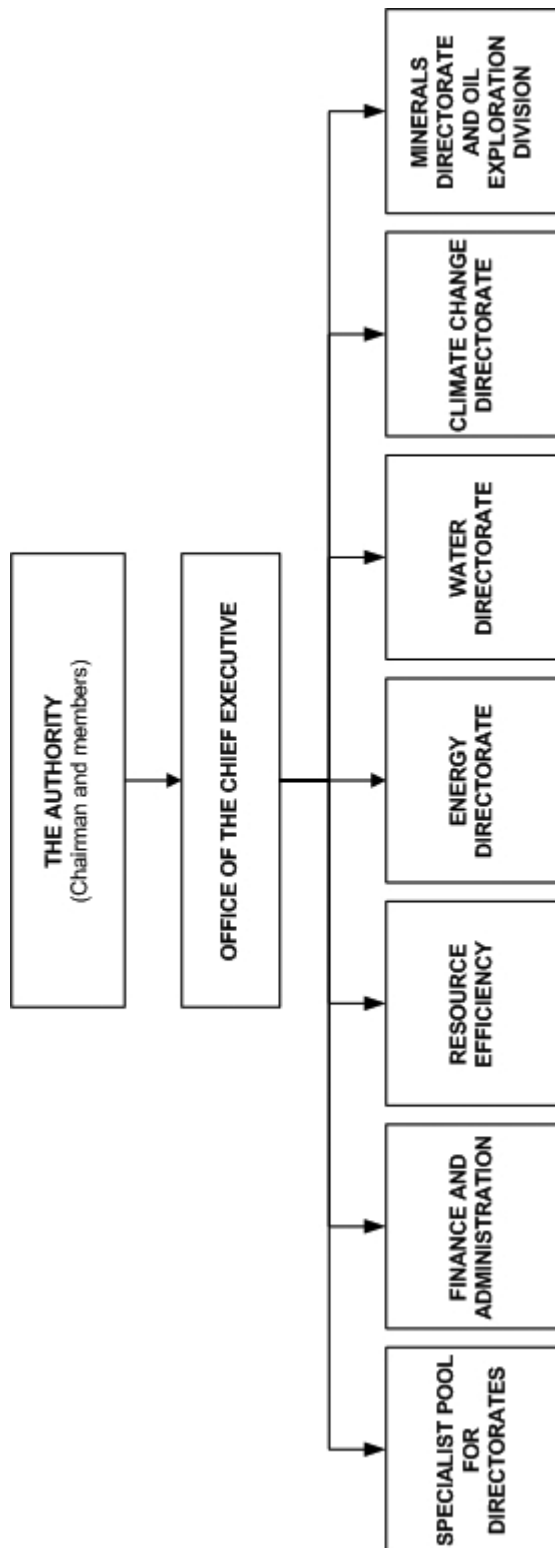 THE AUTHORITY
(Chairman and members)
OFFICE OF THE CHIEF EXECUTIVE
SPECIALIST POOL
FOR
DIRECTORATES
FINANCE AND
ADMINISTRATION
RESOURCE
EFFICIENCY
ENERGY
DIRECTORATE
WATER
DIRECTORATE
CLIMATE CHANGE
DIRECTORATE
MINERALS
DIRECTORATE
AND OIL
EXPLORATION
DIVISION